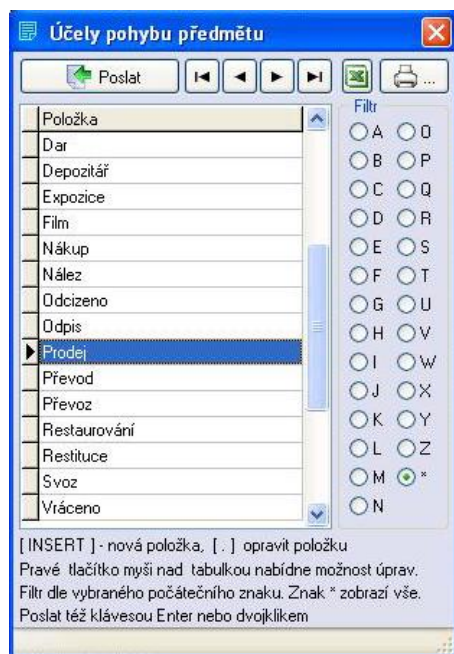 Účely pohybu předmětu
Poslat ...
Položka
Dar
Depozitář
Expozice
Film
Nákup
Nález
Odcizeno
Odpis
Prodej
Převod
Převoz
Restaurování
Restituce
Svoz
Vráceno
Filtr
A O
B P
C Q
D R
E S
F T
G U
H V
I W
J X
K Y
L Z
M *
N
[ INSERT ] - nová položka, [ . ] opravit položku
Pravé tlačítko myši nad tabulkou nabídne možnost úprav.
Filtr dle vybraného počátečního znaku. Znak * zobrazí vše.
Poslat též klávesou Enter nebo dvojklikem